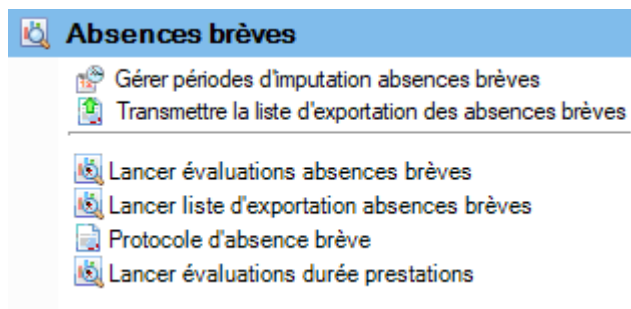 Absences brèves
Gérer périodes d'imputation absences brèves
Transmettre la liste d'exportation des absences brèves
Lancer évaluations absences brèves
Lancer liste d'exportation absences brèves
Protocole d'absence brève
Lancer évaluations durée prestations